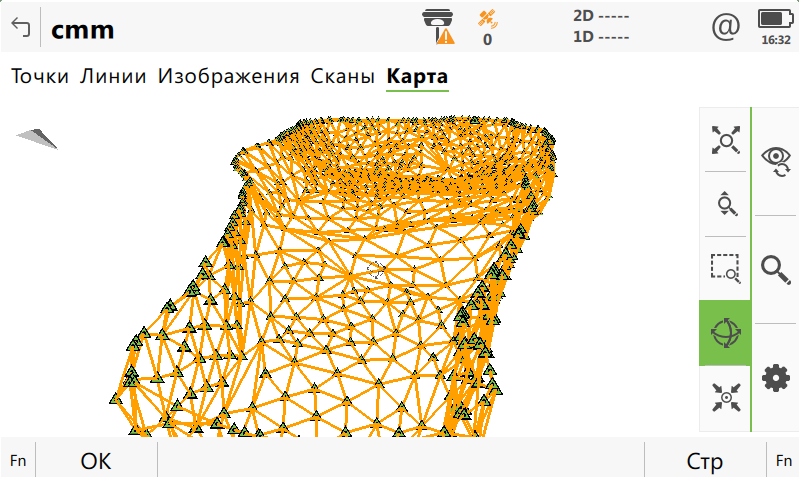 cmm
0
2D -----
1D -----
@
16:32
Точки Линии Изображения Сканы Карта
Fn OK Стр Fn